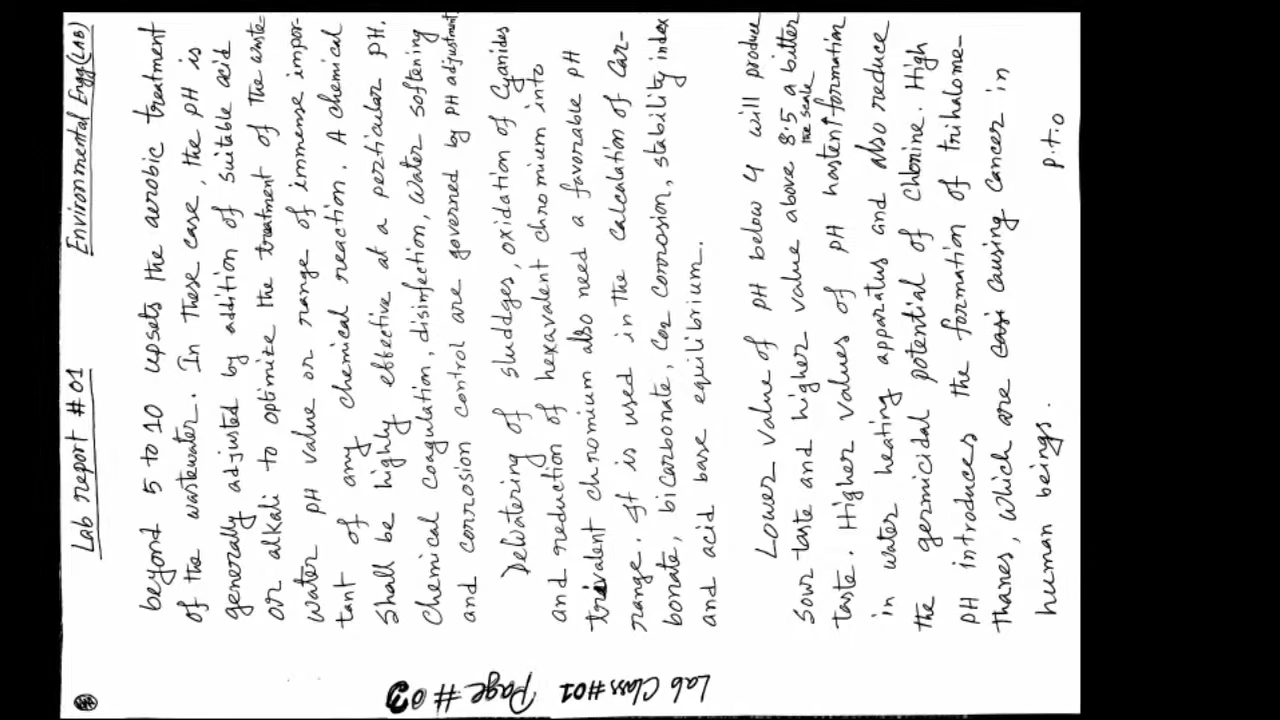 Lab report # 01
Environmental Engg (LAB)
beyond 5 to 10 upsets the aerobic treatment
of the wastewater. In these case, the pH is
generally adjusted by addition of suitable acid
or alkali to optimize the treatment of the waste-
water pH value or range of immense impor-
tant of any chemical reaction. A chemical
shall be highly effective at a perticular pH.
Chemical coagulation, disinfection, water softening
and corrosion control are governed by pH adjustment.
Dewatering of sluddges, oxidation of Cyanides
and reduction of hexavalent chromium into
trivalent chromium also need a favorable pH
range. It is used in the calculation of Car-
bonate, bicarbonate, CO2 corrosion, stability index
and acid base equilibrium.
Lower value of pH below 4 will produce
Sour taste and higher value above 8.5 a bitter
taste. Higher values of pH hasten the scale formation
in water heating apparatus and also reduce
the germicidal potential of Chlorine. High
pH introduces the formation of trihalome-
thanes, which are causing cancer in
human beings.
p.t.o
Lab Class #01 Page # 03